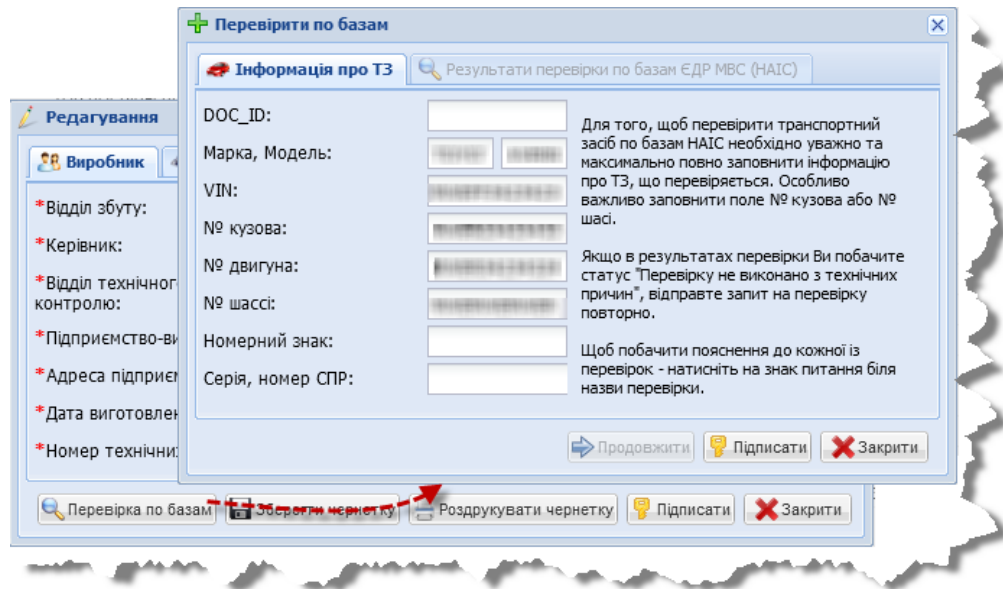 Перевірити по базам
Інформація про ТЗ
Результати перевірки по базам ЄДР МВС (НАІС)
DOC_ID:
Марка, Модель:
VIN:
№ кузова:
№ двигуна:
№ шассі:
Номерний знак:
Серія, номер СПР:
Для того, щоб перевірити транспортний
засіб по базам НАІС необхідно уважно та
максимально повно заповнити інформацію
про ТЗ, що перевіряється. Особливо
важливо заповнити поле № кузова або №
шасі.
Якщо в результатах перевірки Ви побачите
статус "Перевірку не виконано з технічних
причин", відправте запит на перевірку
повторно.
Щоб побачити пояснення до кожної із
перевірок - натисніть на знак питання біля
назви перевірки.
Продовжити
Підписати
Закрити
Редагування
Виробник
*Відділ збуту:
*Керівник:
*Відділ технічног
контролю:
*Підприємство-ви
*Адреса підприєм
*Дата виготовлен
*Номер технічних
Перевірка по базам
Зберегти чернетку
Роздрукувати чернетку
Підписати
Закрити